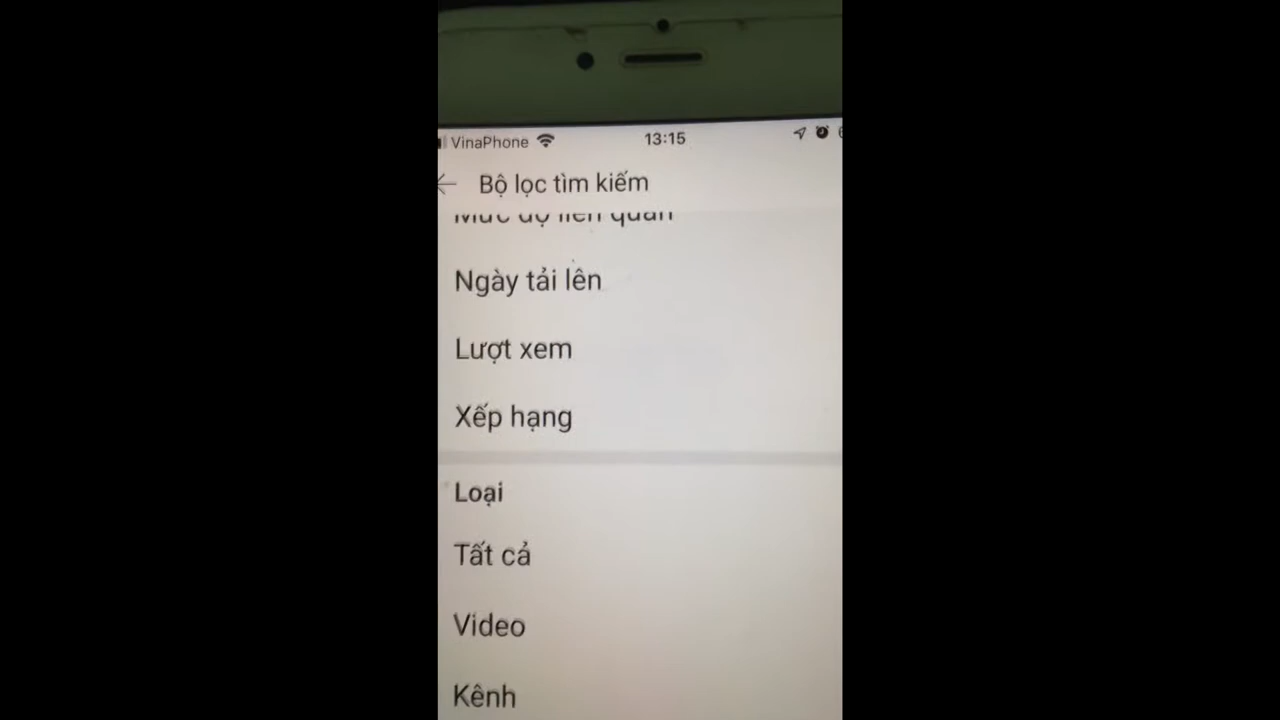 VinaPhone 13:15
Bộ lọc tìm kiếm
Mức độ liên quan
Ngày tải lên
Lượt xem
Xếp hạng
Loại
Tất cả
Video
Kênh